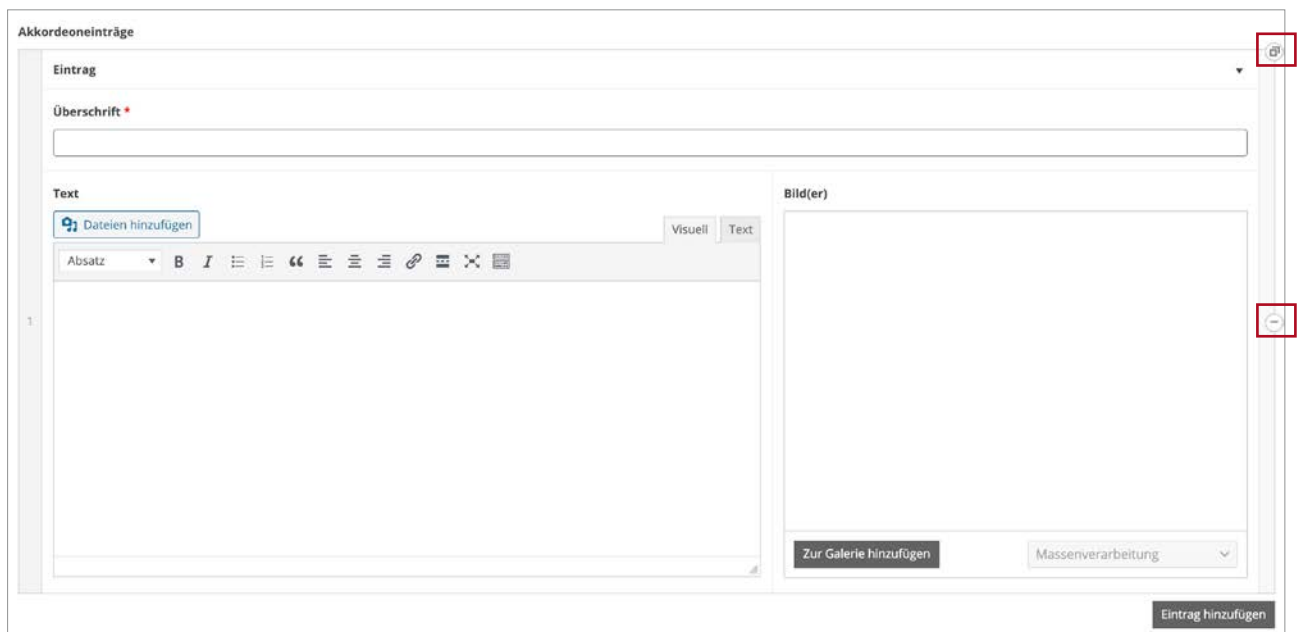 Akkordeoneinträge
Eintrag
Überschrift *
Text
Bild(er)
Dateien hinzufügen
Visuell Text
Absatz B I
1
Zur Galerie hinzufügen
Massenverarbeitung
Eintrag hinzufügen